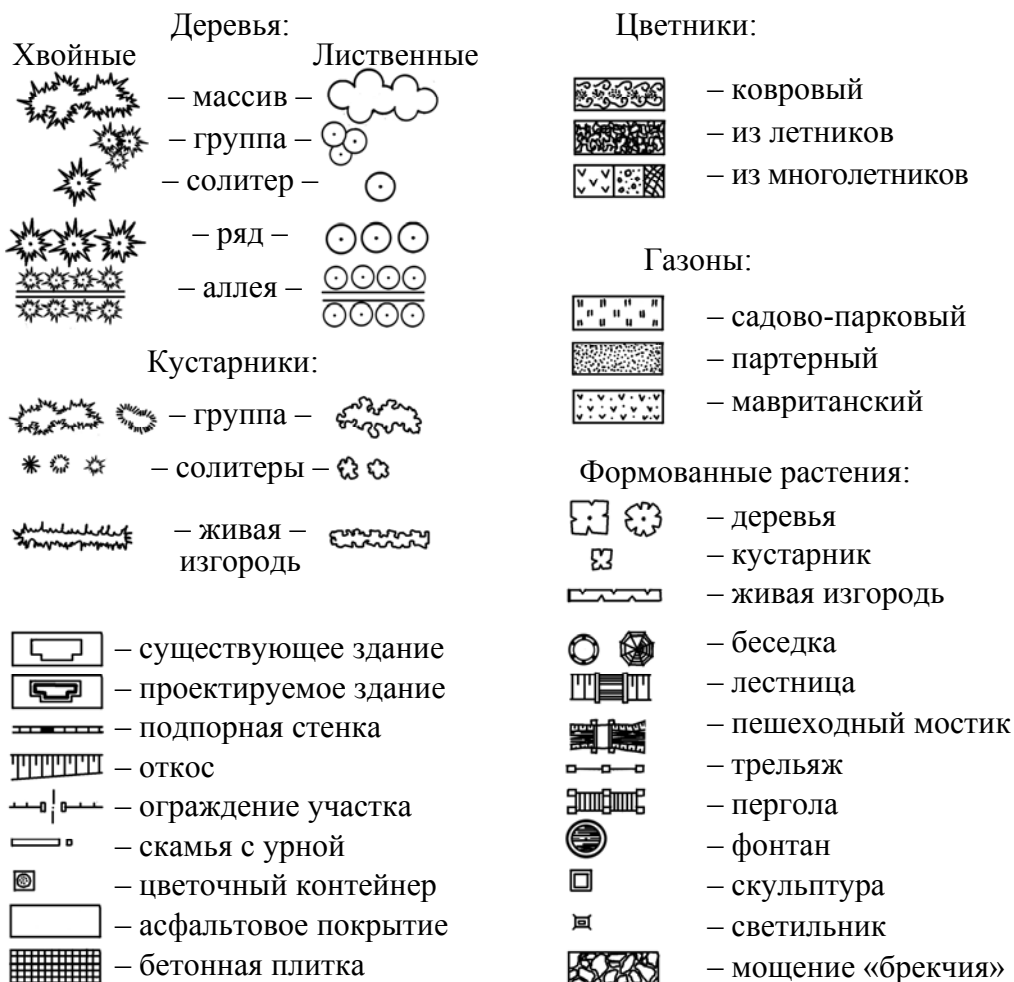 Деревья:
Хвойные Лиственные
– массив –
– группа –
– солитер –
– ряд –
– аллея –
Кустарники:
– группа –
– солитеры –
– живая –
изгородь
– существующее здание
– проектируемое здание
– подпорная стенка
– откос
– ограждение участка
– скамья с урной
– цветочный контейнер
– асфальтовое покрытие
– бетонная плитка
Цветники:
– ковровый
– из летников
– из многолетников
Газоны:
– садово-парковый
– партерный
– мавританский
Формованные растения:
– деревья
– кустарник
– живая изгородь
– беседка
– лестница
– пешеходный мостик
– трельяж
– пергола
– фонтан
– скульптура
– светильник
– мощение «брекчия»